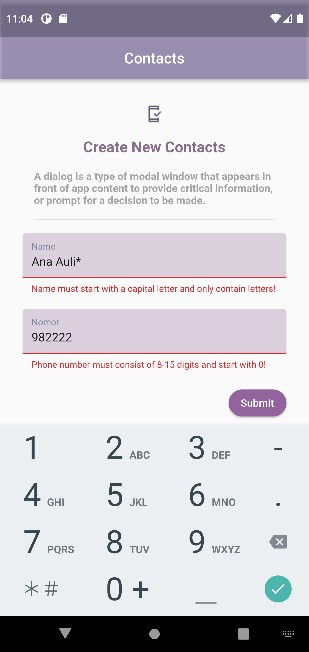 11:04
Contacts
Create New Contacts
A dialog is a type of modal window that appears in
front of app content to provide critical information,
or prompt for a decision to be made.
Name
Ana Auli*
Name must start with a capital letter and only contain letters!
Nomor
982222
Phone number must consist of 8-15 digits and start with 0!
Submit
1 2 ABC 3 DEF -
4 GHI 5 JKL 6 MNO .
7 PQRS 8 TUV 9 WXYZ
*# 0 +